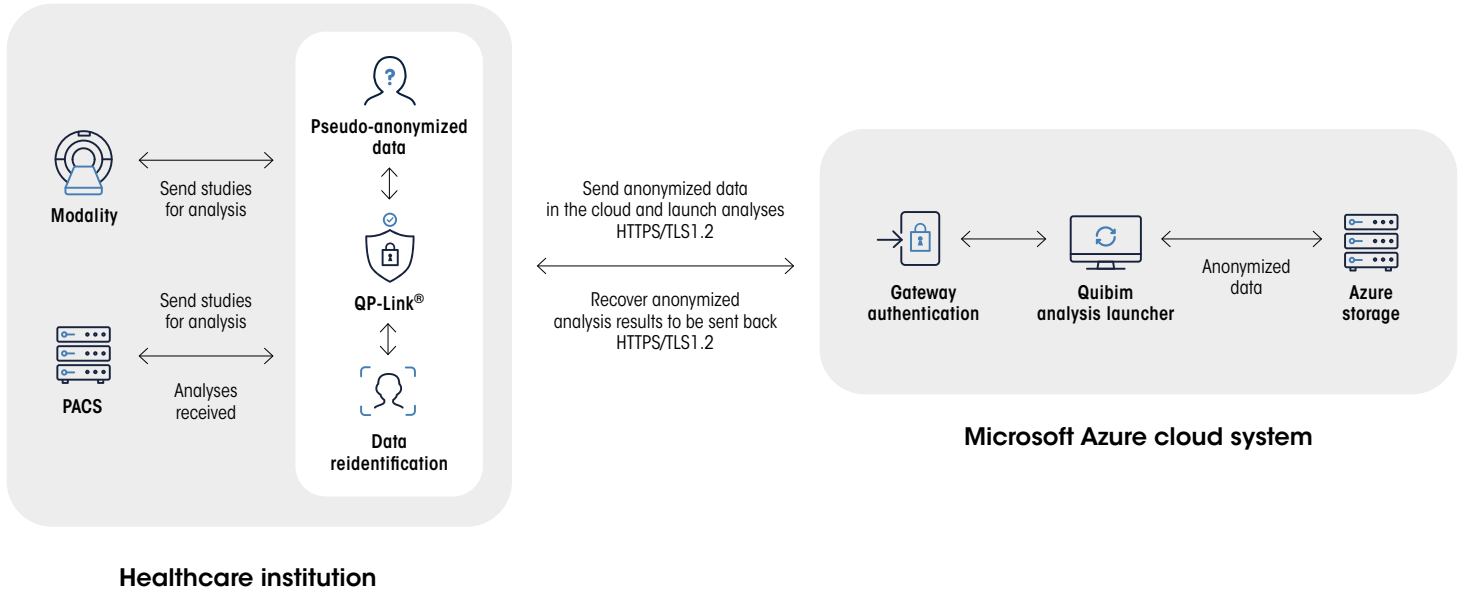 Pseudo-anonymized
data
Modality
Send studies
for analysis
QP-Link®
Send studies
for analysis
PACS
Analyses
received
Data
reidentification
Healthcare institution
Send anonymized data
in the cloud and launch analyses
HTTPS/TLS1.2
Recover anonymized
analysis results to be sent back
HTTPS/TLS1.2
Gateway
authentication
Quibim
analysis launcher
Anonymized
data
Azure
storage
Microsoft Azure cloud system